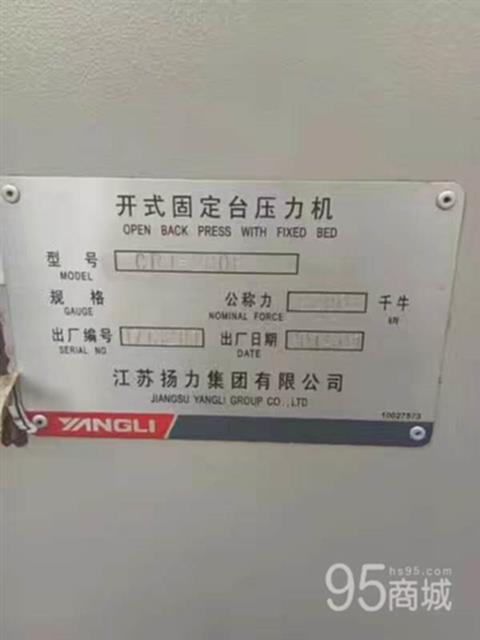 开式固定台压力机
OPEN BACK PRESS WITH FIXED BED
型号
MODEL
规格 公称力 千牛
GAUGE NOMINAL FORCE kN
出厂编号 出厂日期
SERIAL NO DATE
江苏扬力集团有限公司
JIANGSU YANGLI GROUP CO.,LTD
YANGLI
10027573
hs95.com
95商城